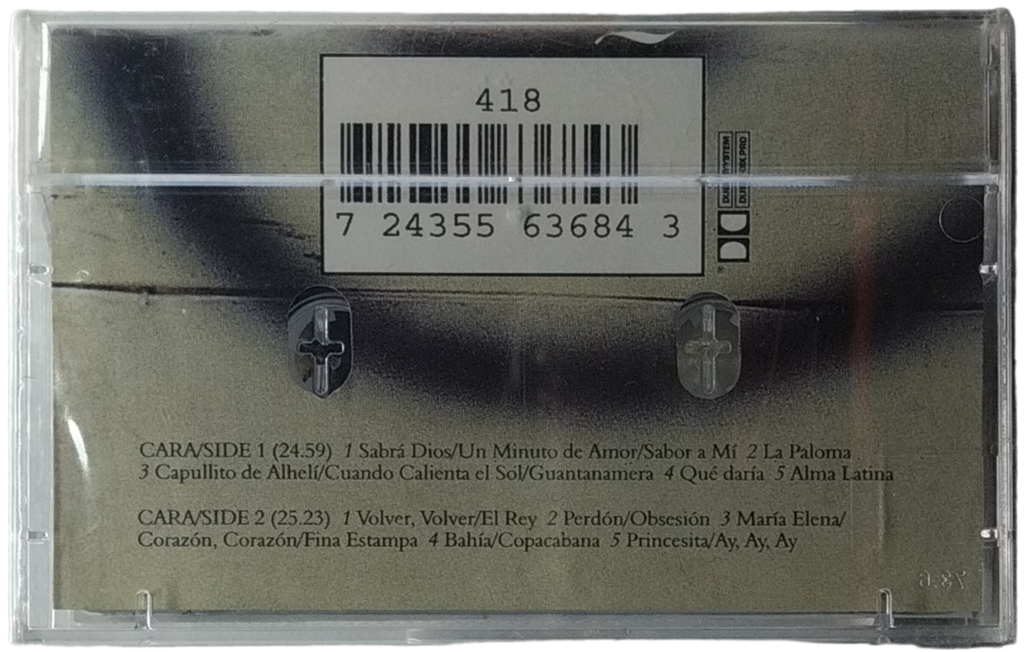 418
7 24355 63684 3
CARA/SIDE 1 (24.59) 1 Sabrá Dios/Un Minuto de Amor/Sabor a Mí 2 La Paloma
3 Capullito de Alhelí/Cuando Calienta el Sol/Guantanamera 4 Qué daría 5 Alma Latina
CARA/SIDE 2 (25.23) 1 Volver, Volver/El Rey 2 Perdón/Obsesión 3 María Elena/
Corazón, Corazón/Fina Estampa 4 Bahía/Copacabana 5 Princesita/Ay, Ay, Ay